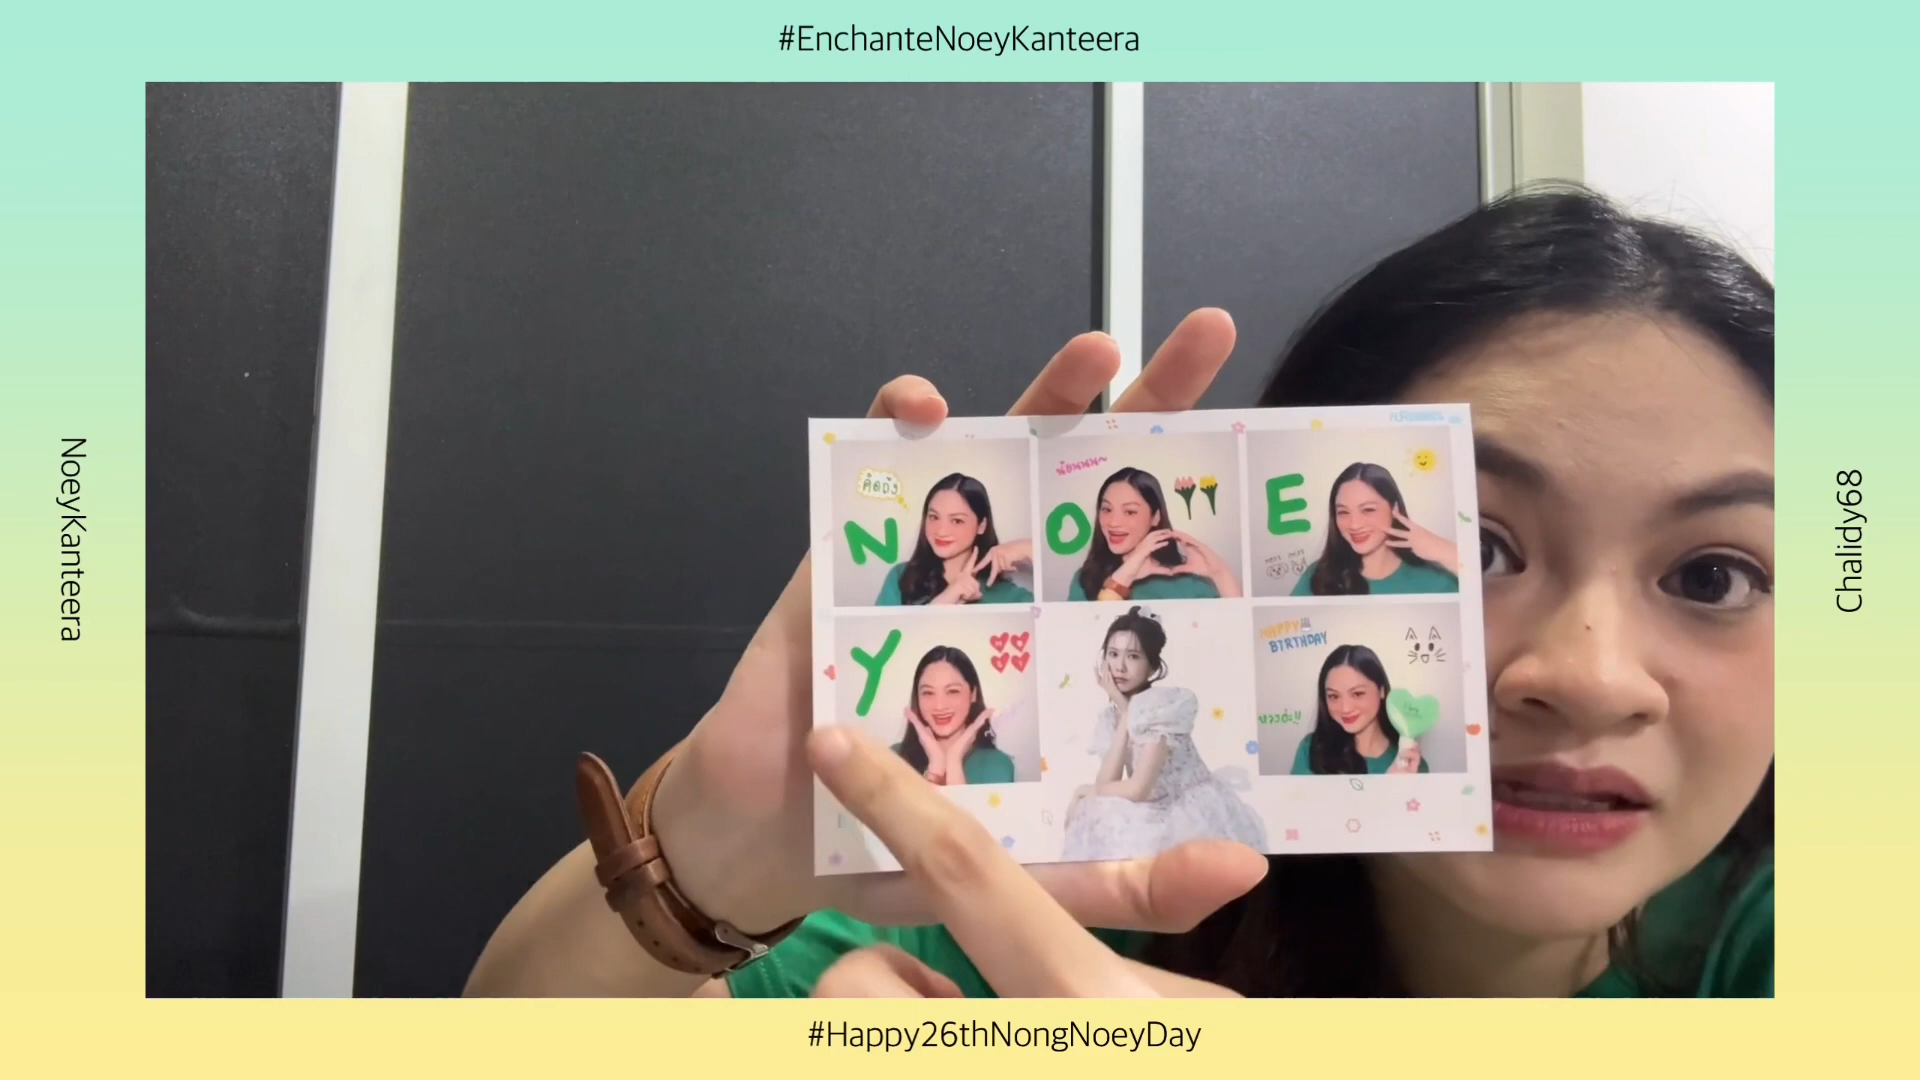 #EnchanteNoeyKanteera
NoeyKanteera
Chalidy68
คิดถึง
N
O
E
Y
HAPPY
BIRTHDAY
#Happy26thNongNoeyDay